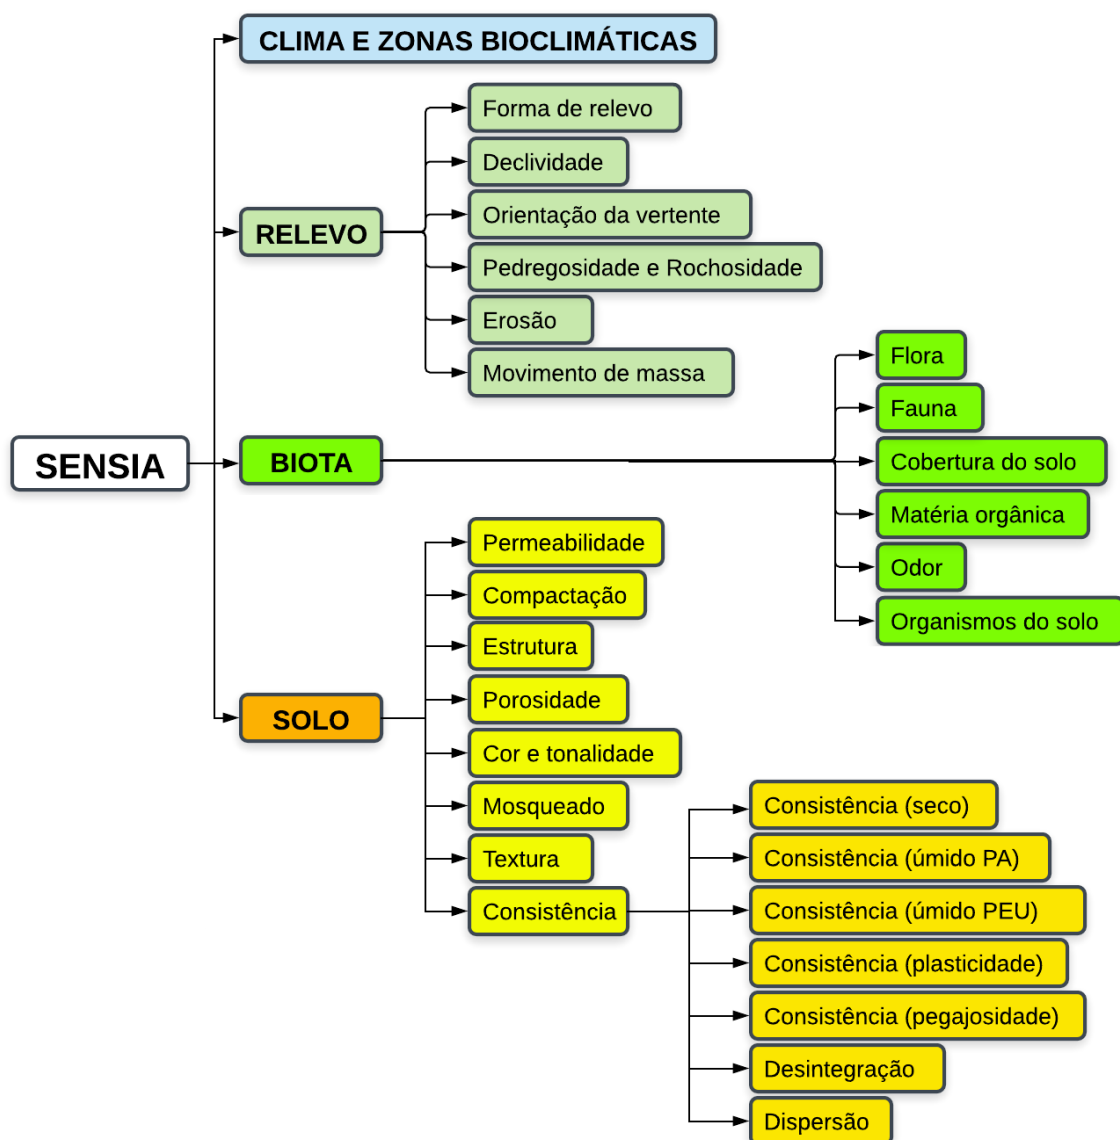 CLIMA E ZONAS BIOCLIMÁTICAS
Forma de relevo
Declividade
Orientação da vertente
RELEVO
Pedregosidade e Rochosidade
Erosão
Movimento de massa
Flora
Fauna
SENSIA
BIOTA
Cobertura do solo
Matéria orgânica
Odor
Organismos do solo
Permeabilidade
Compactação
Estrutura
Porosidade
SOLO
Cor e tonalidade
Mosqueado
Textura
Consistência
Consistência (seco)
Consistência (úmido PA)
Consistência (úmido PEU)
Consistência (plasticidade)
Consistência (pegajosidade)
Desintegração
Dispersão